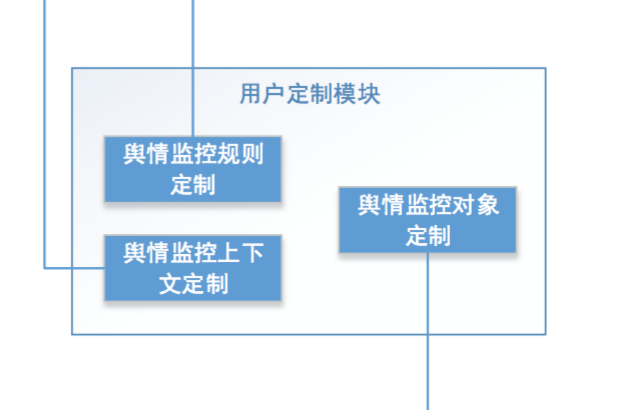 用户定制模块
舆情监控规则
定制
舆情监控对象
定制
舆情监控上下
文定制